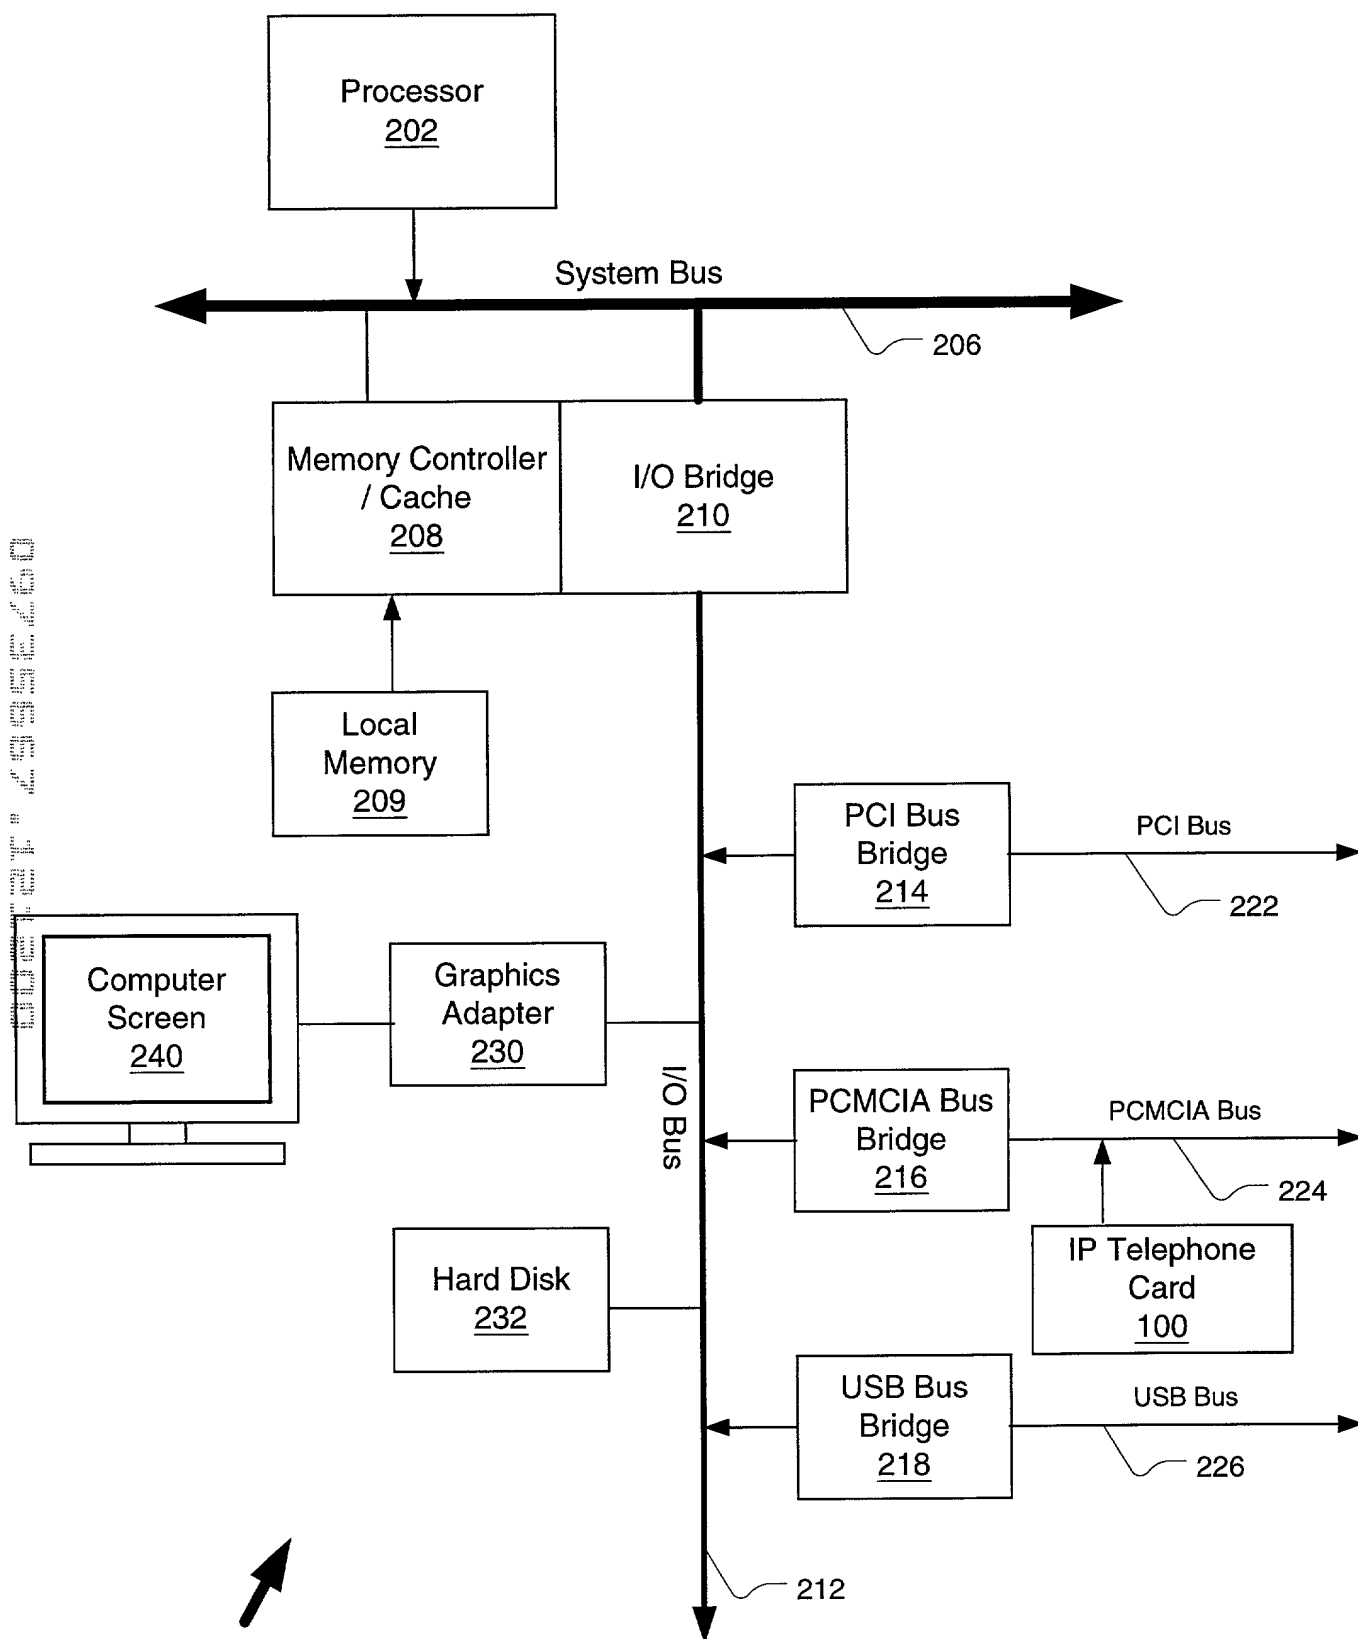 Processor
202
System Bus
206
Memory Controller
/ Cache
208
I/O Bridge
210
Local
Memory
209
PCI Bus
Bridge
214
PCI Bus
222
Computer
Screen
240
Graphics
Adapter
230
I/O Bus
PCMCIA Bus
Bridge
216
PCMCIA Bus
224
IP Telephone
Card
100
Hard Disk
232
USB Bus
Bridge
218
USB Bus
226
212